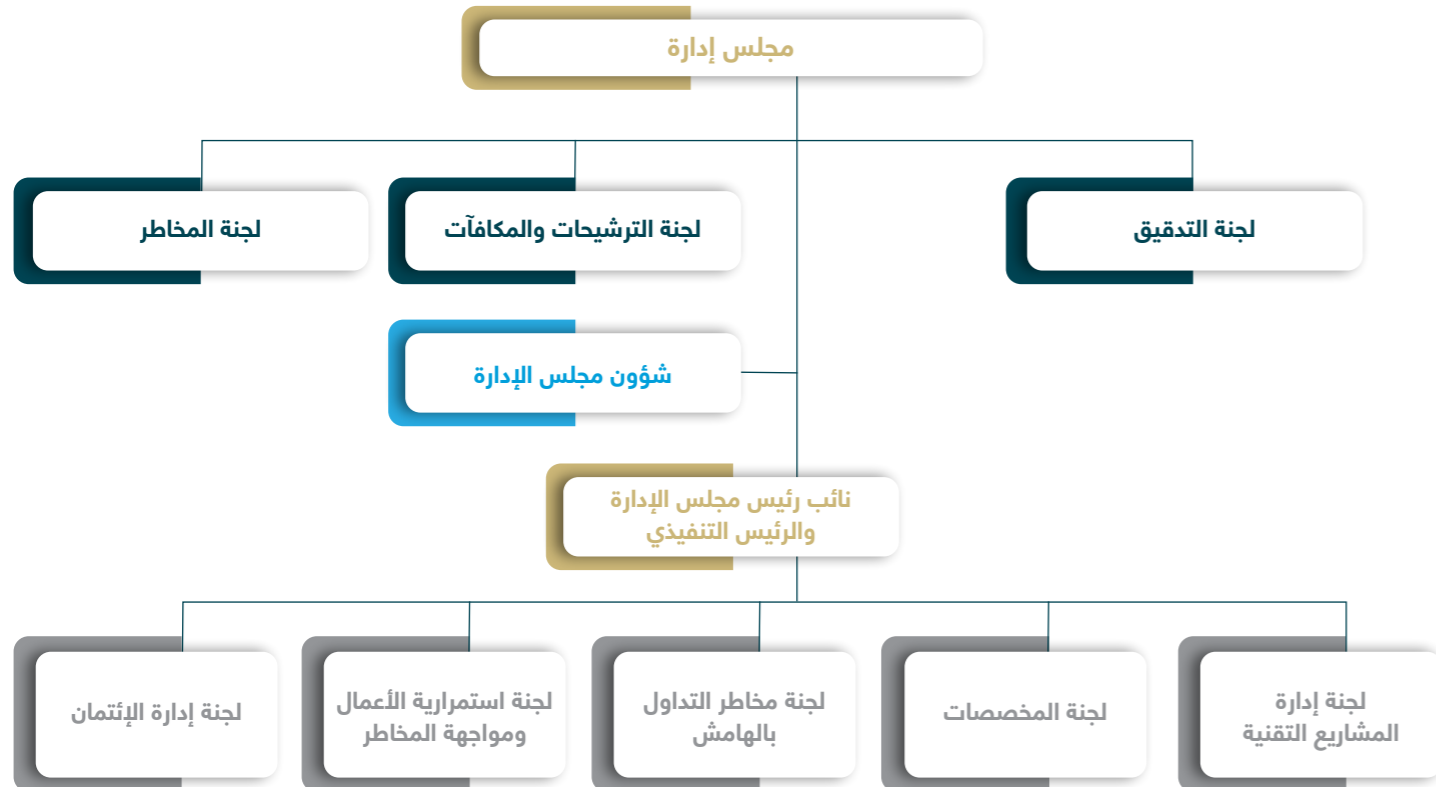 مجلس إدارة
لجنة التدقيق
لجنة الترشيحات والمكافآت
لجنة المخاطر
شؤون مجلس الإدارة
نائب رئيس مجلس الإدارة
والرئيس التنفيذي
لجنة إدارة
المشاريع التقنية
لجنة المخصصات
لجنة مخاطر التداول
بالهامش
لجنة استمرارية الأعمال
ومواجهة المخاطر
لجنة إدارة الإئتمان